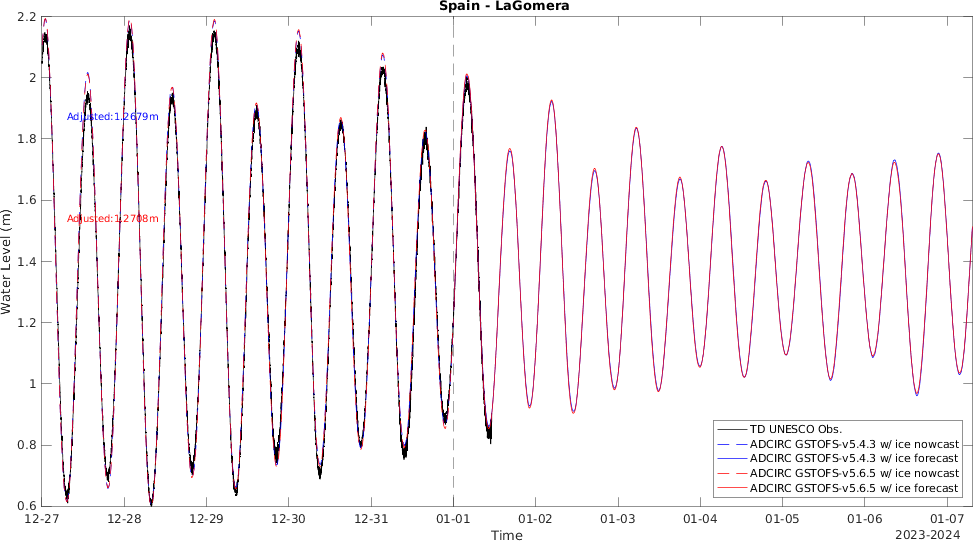 Spain - LaGomera
2.2
2
1.8
1.6
1.4
1.2
1
0.8
0.6
Water Level (m)
Adjusted:1.2679m
Adjusted:1.2708m
TD UNESCO Obs.
ADCIRC GSTOFS-v5.4.3 w/ ice nowcast
ADCIRC GSTOFS-v5.4.3 w/ ice forecast
ADCIRC GSTOFS-v5.6.5 w/ ice nowcast
ADCIRC GSTOFS-v5.6.5 w/ ice forecast
12-27 12-28 12-29 12-30 12-31 01-01 01-02 01-03 01-04 01-05 01-06 01-07
Time
2023-2024